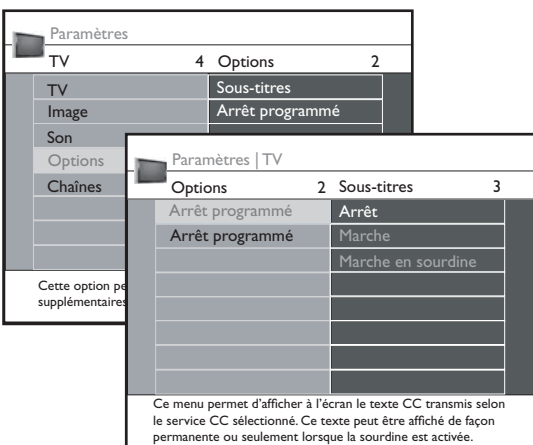 Paramètres
TV 4 Options 2
TV Sous-titres
Image Arrêt programmé
Son
Options
Chaînes
Cette option pe
supplémentaires
Paramètres | TV
Options 2 Sous-titres 3
Arrêt programmé Arrêt
Arrêt programmé Marche
Marche en sourdine
Ce menu permet d'afficher à l'écran le texte CC transmis selon
le service CC sélectionné. Ce texte peut être affiché de façon
permanente ou seulement lorsque la sourdine est activée.